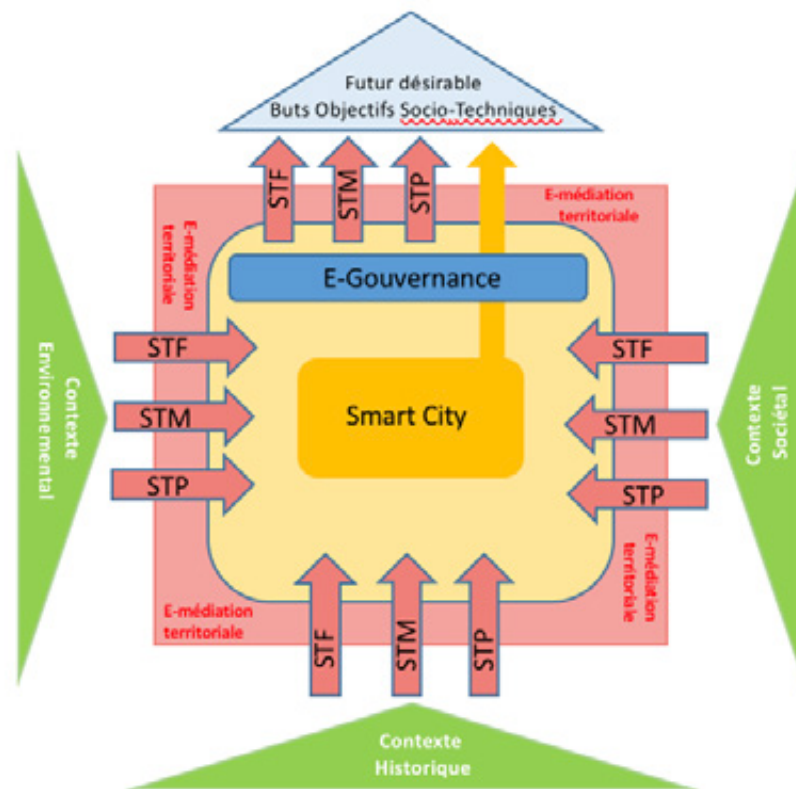 Futur désirable
Buts Objectifs Socio-Techniques
STF
STM
STP
E-médiation
territoriale
E-médiation
territoriale
E-Gouvernance
STF
STM
STP
Smart City
STF
STM
STP
Contexte
Environnemental
Contexte
Sociétal
E-médiation
territoriale
E-médiation
territoriale
STF
STM
STP
Contexte
Historique